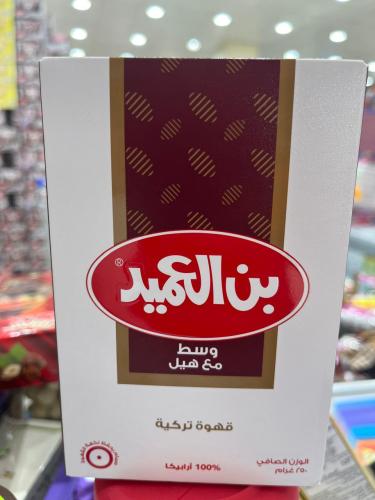 بن العميد
®
وسط
مع هيل
قهوة تركية
100% أرابيكا
الوزن الصافي
٢٥٠ غرام